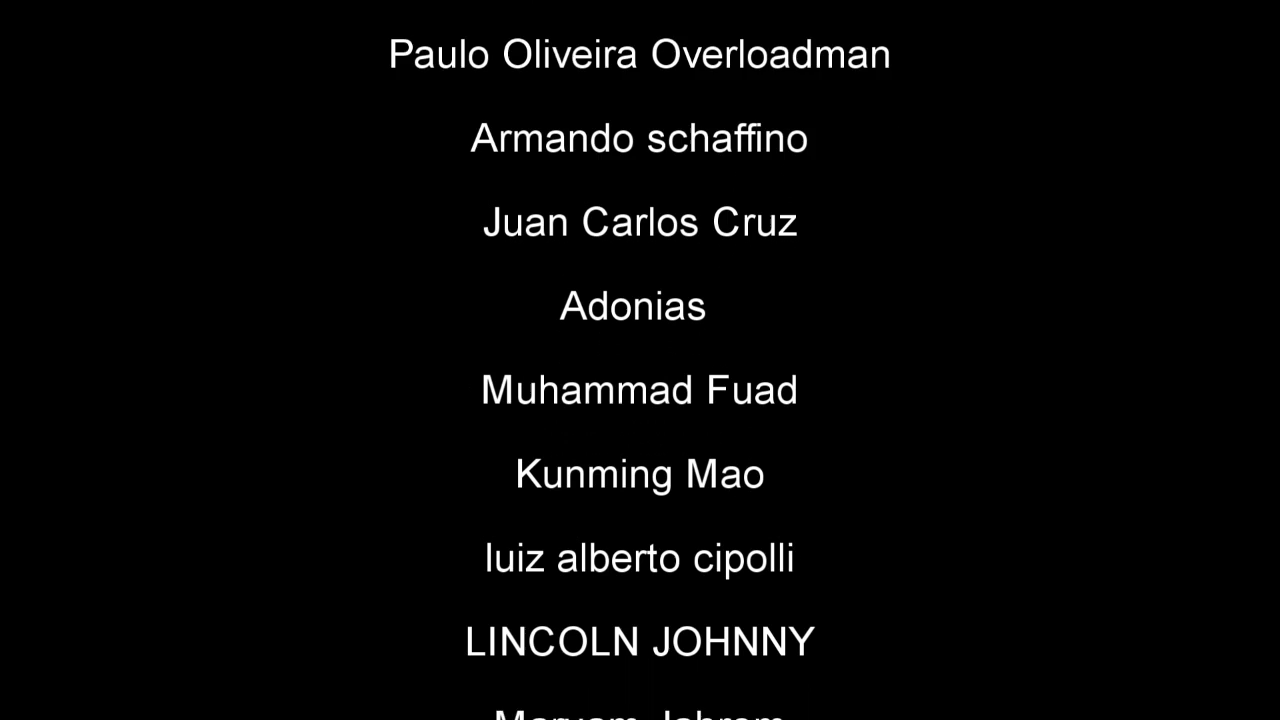 Paulo Oliveira Overloadman
Armando schaffino
Juan Carlos Cruz
Adonias
Muhammad Fuad
Kunming Mao
luiz alberto cipolli
LINCOLN JOHNNY